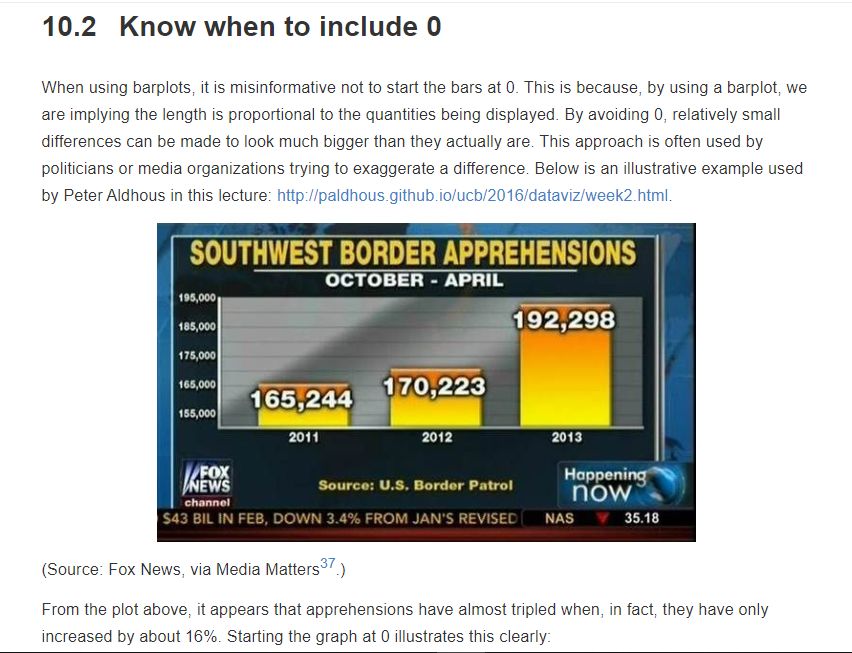 10.2 Know when to include 0
When using barplots, it is misinformative not to start the bars at 0. This is because, by using a barplot, we
are implying the length is proportional to the quantities being displayed. By avoiding 0, relatively small
differences can be made to look much bigger than they actually are. This approach is often used by
politicians or media organizations trying to exaggerate a difference. Below is an illustrative example used
by Peter Aldhous in this lecture: http://paldhous.github.io/ucb/2016/dataviz/week2.html.
SOUTHWEST BORDER APPREHENSIONS
OCTOBER - APRIL
195,000
185,000
175,000
165,000
155,000
165,244
170,223
192,298
2011
2012
2013
FOX
NEWS
channel
Source: U.S. Border Patrol
Happening
now
$43 BIL IN FEB, DOWN 3.4% FROM JAN'S REVISED NAS 35.18
(Source: Fox News, via Media Matters37.)
From the plot above, it appears that apprehensions have almost tripled when, in fact, they have only
increased by about 16%. Starting the graph at 0 illustrates this clearly: